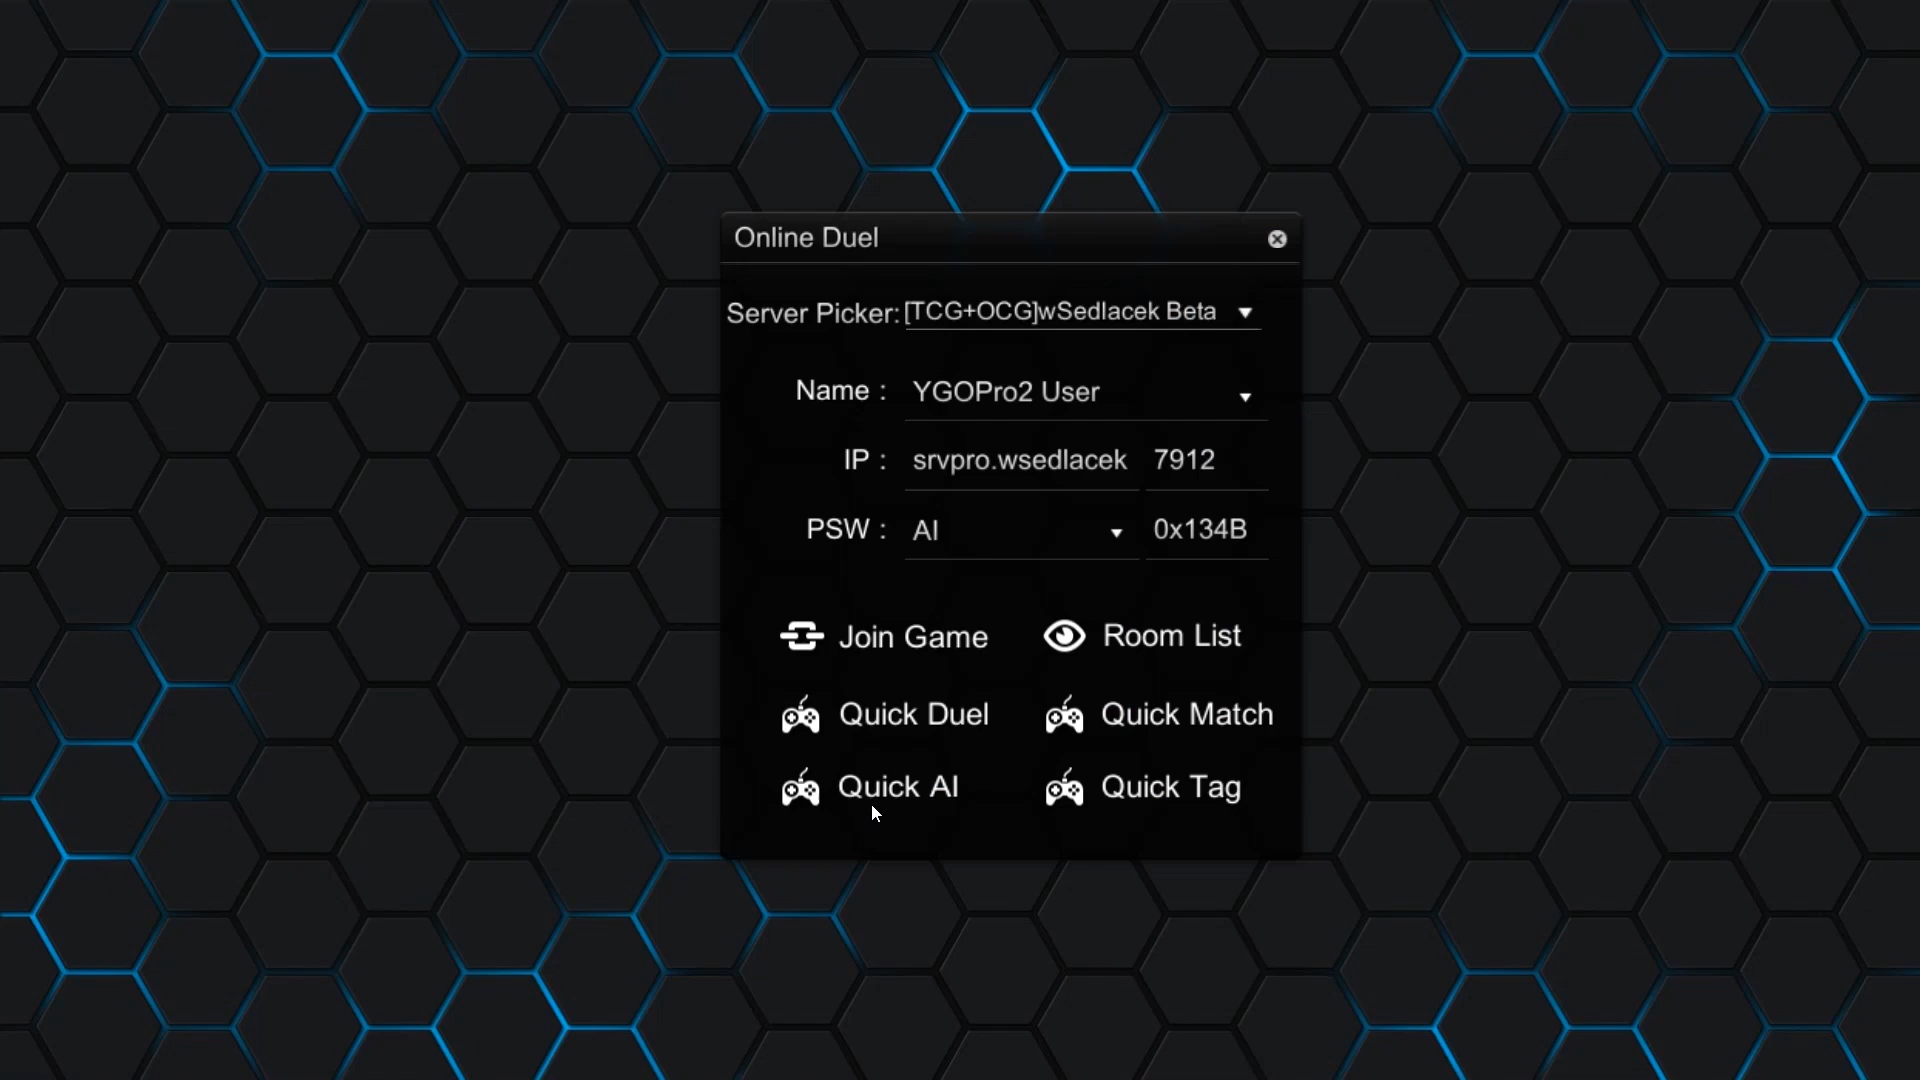 Online Duel
Server Picker: [TCG+OCG]wSedlacek Beta
Name : YGOPro2 User
IP : srvpro.wsedlacek 7912
PSW : AI 0x134B
Join Game Room List
Quick Duel Quick Match
Quick AI Quick Tag